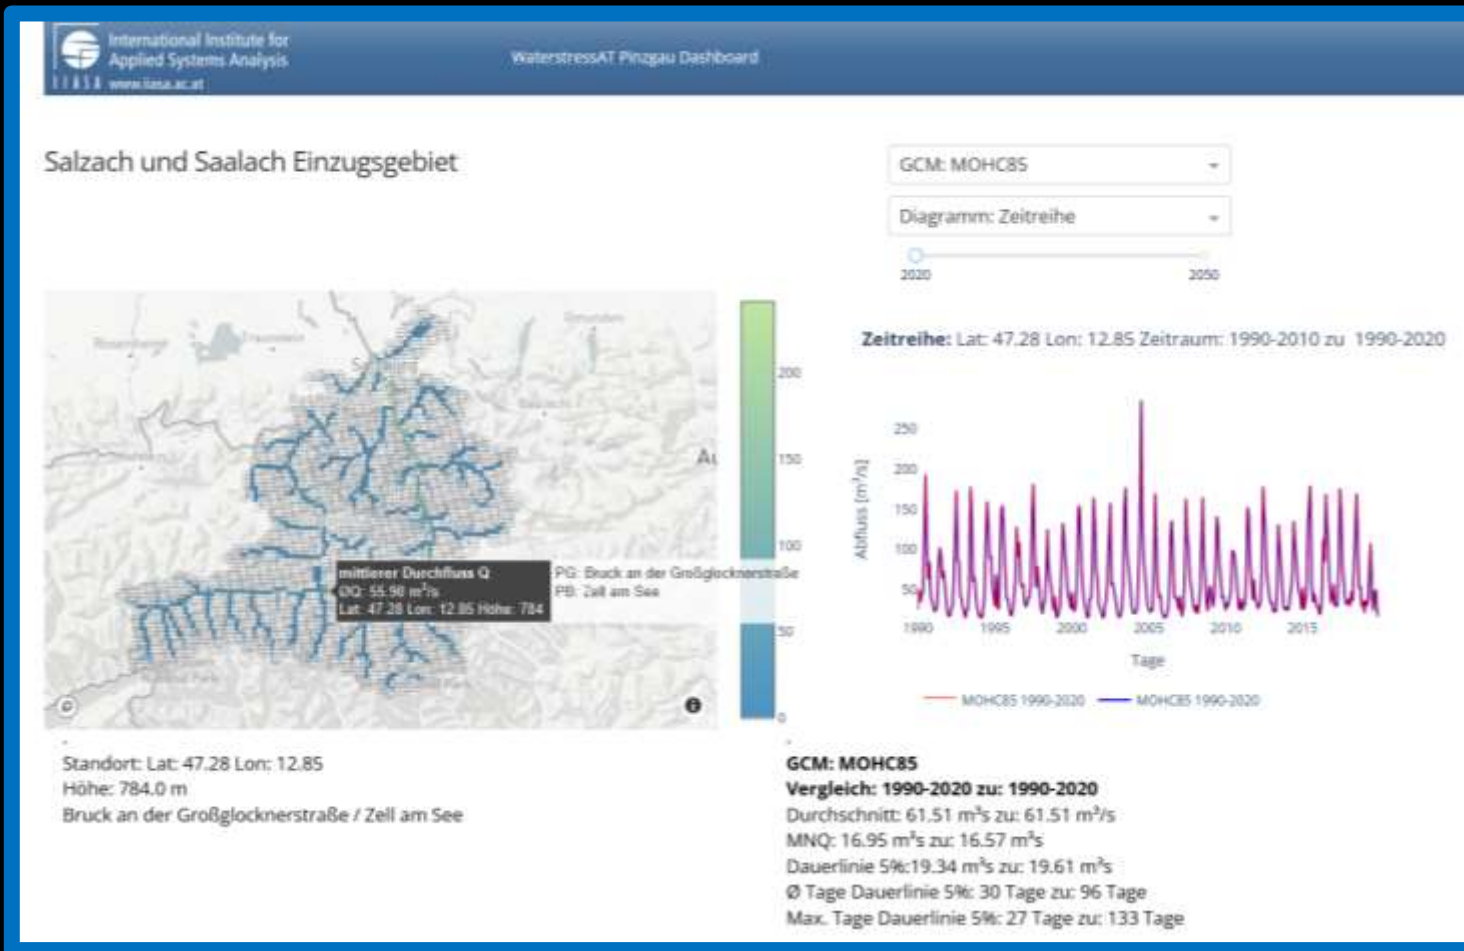 International Institute for
Applied Systems Analysis
IIASA www.iiasa.ac.at
WaterstressAT Pinzgau Dashboard
Salzach und Saalach Einzugsgebiet
GCM: MOHC85
Diagramm: Zeitreihe
2020
2050
Zeitreihe: Lat: 47.28 Lon: 12.85 Zeitraum: 1990-2010 zu 1990-2020
Rosenheim
Traunstein
Gmunden
200
150
100
50
0
mittlerer Durchfluss Q
ØQ: 55.90 m³/s
Lat: 47.28 Lon: 12.85 Höhe: 784
PG: Bruck an der Großglocknerstraße
PB: Zell am See
Abfluss [m³/s]
250
200
150
100
50
1990
1995
2000
2005
2010
2015
Tage
MOHC85 1990-2020
MOHC85 1990-2020
Standort: Lat: 47.28 Lon: 12.85
Höhe: 784.0 m
Bruck an der Großglocknerstraße / Zell am See
GCM: MOHC85
Vergleich: 1990-2020 zu: 1990-2020
Durchschnitt: 61.51 m³s zu: 61.51 m³/s
MNQ: 16.95 m³s zu: 16.57 m³s
Dauerlinie 5%:19.34 m³s zu: 19.61 m³s
Ø Tage Dauerlinie 5%: 30 Tage zu: 96 Tage
Max. Tage Dauerlinie 5%: 27 Tage zu: 133 Tage